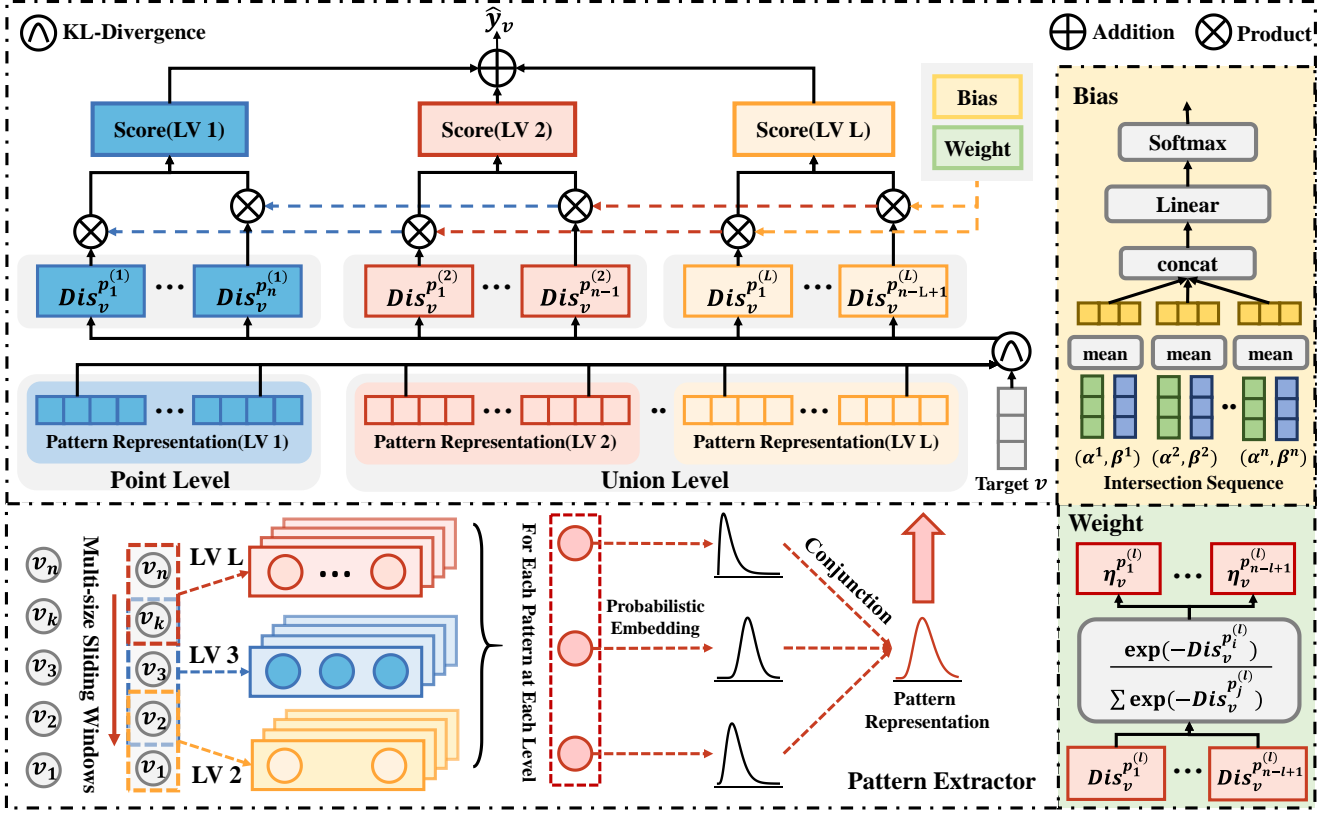 KL-Divergence
ŷ_v
Addition
Product
Bias
Weight
Score(LV 1)
Score(LV 2)
Score(LV L)
Dis_v^{p_1^{(1)}} ... Dis_v^{p_n^{(1)}}
Dis_v^{p_1^{(2)}} ... Dis_v^{p_{n-1}^{(2)}}
Dis_v^{p_1^{(L)}} ... Dis_v^{p_{n-L+1}^{(L)}}
...
...
..
...
Pattern Representation(LV 1)
Pattern Representation(LV 2)
Pattern Representation(LV L)
Point Level
Union Level
Target v
Bias
Softmax
Linear
concat
mean
mean
mean
..
(α^1, β^1) (α^2, β^2) (α^n, β^n)
Intersection Sequence
v_n
v_k
v_3
v_2
v_1
Multi-size Sliding Windows
v_n
v_k
v_3
v_2
v_1
LV L
...
LV 3
LV 2
For Each Pattern at Each Level
Probabilistic
Embedding
Conjunction
Pattern
Representation
Pattern Extractor
Weight
η_v^{p_1^{(l)}} ... η_v^{p_{n-l+1}^{(l)}}
exp(−Dis_v^{p_i^{(l)}})
∑ exp(−Dis_v^{p_j^{(l)}})
Dis_v^{p_1^{(l)}} ... Dis_v^{p_{n-l+1}^{(l)}}